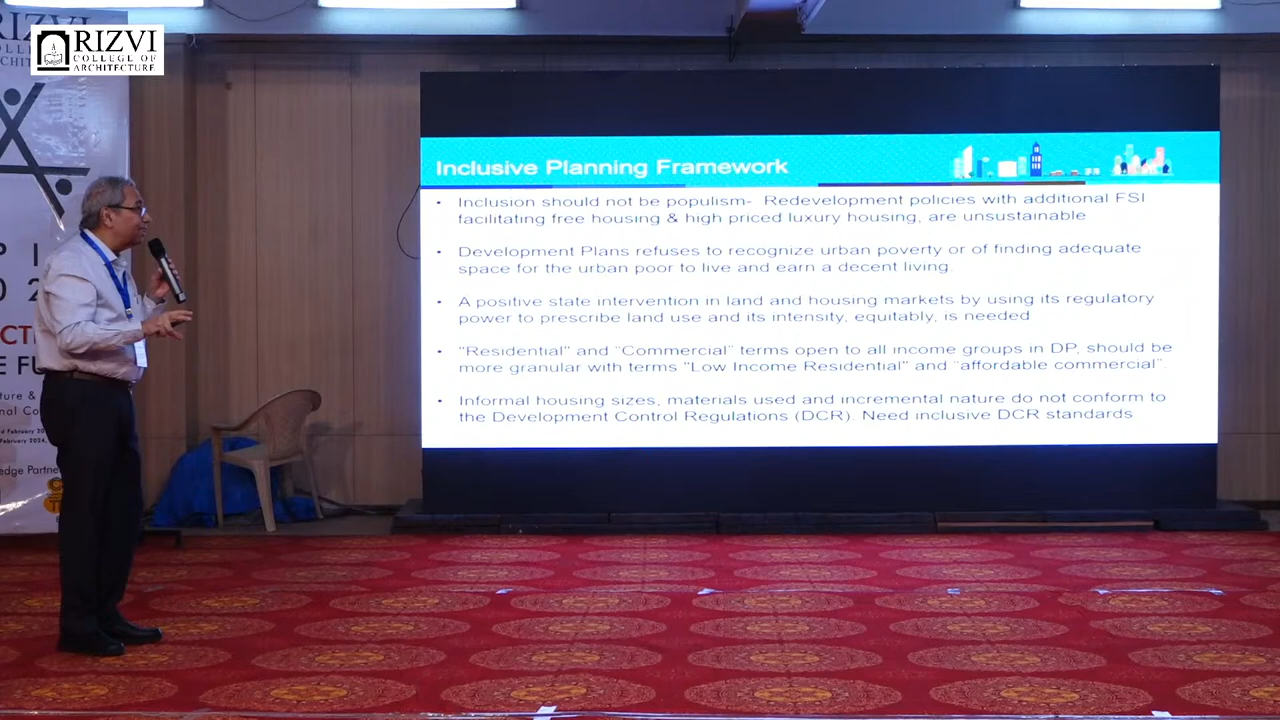 RIZVI
COLLEGE OF
ARCHITECTURE
Inclusive Planning Framework
• Inclusion should not be populism- Redevelopment policies with additional FSI
facilitating free housing & high priced luxury housing, are unsustainable
• Development Plans refuses to recognize urban poverty or of finding adequate
space for the urban poor to live and earn a decent living.
• A positive state intervention in land and housing markets by using its regulatory
power to prescribe land use and its intensity, equitably, is needed
• "Residential" and "Commercial" terms open to all income groups in DP, should be
more granular with terms "Low Income Residential" and "affordable commercial".
• Informal housing sizes, materials used and incremental nature do not conform to
the Development Control Regulations (DCR). Need inclusive DCR standards
RIZVI
February 2024,